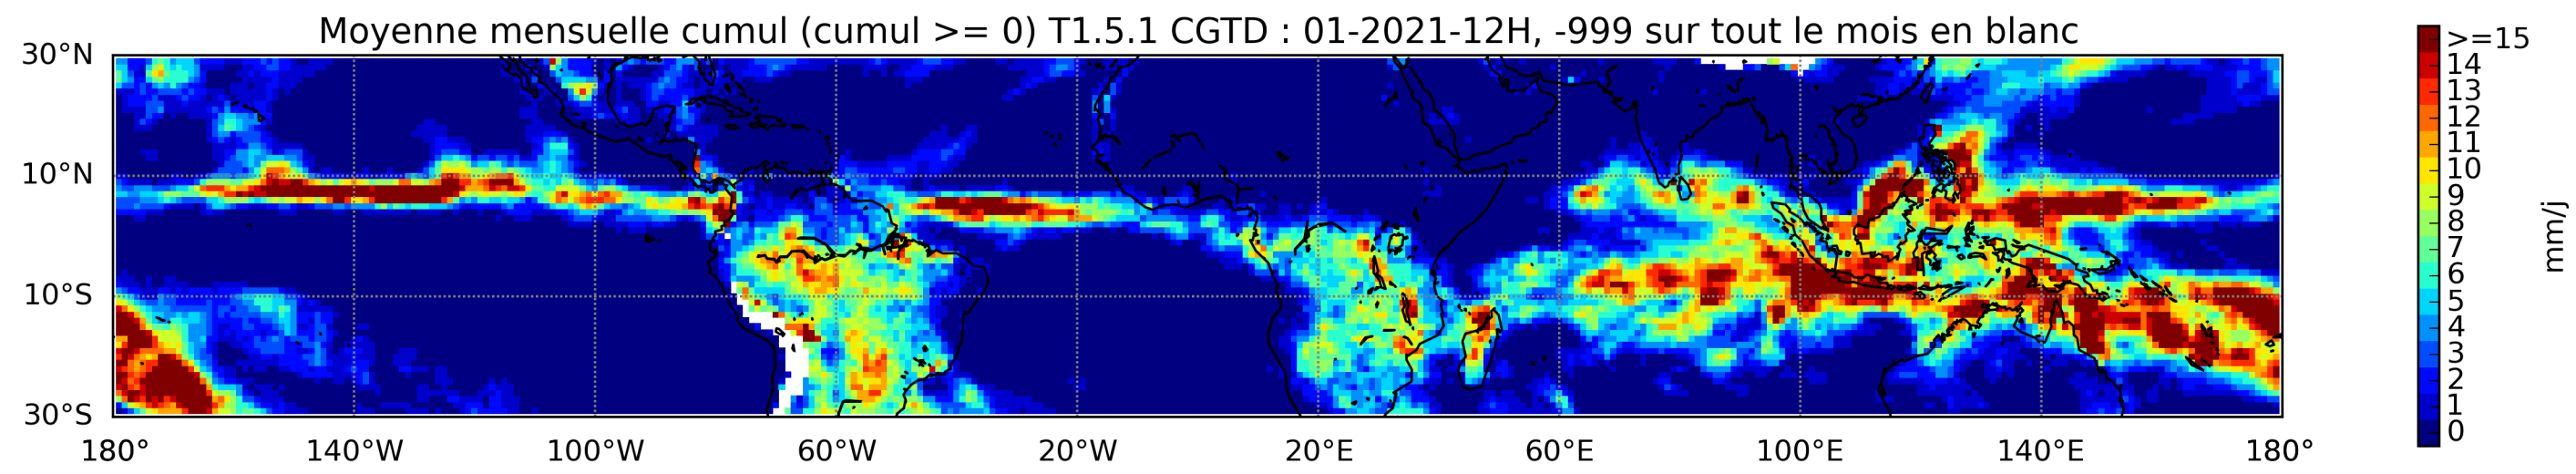 Moyenne mensuelle cumul (cumul >= 0) T1.5.1 CGTD : 01-2021-12H, -999 sur tout le mois en blanc
30°N
10°N
10°S
30°S
180° 140°W 100°W 60°W 20°W 20°E 60°E 100°E 140°E 180°
>=15
14
13
12
11
10
9
8
7
6
5
4
3
2
1
0
mm/j